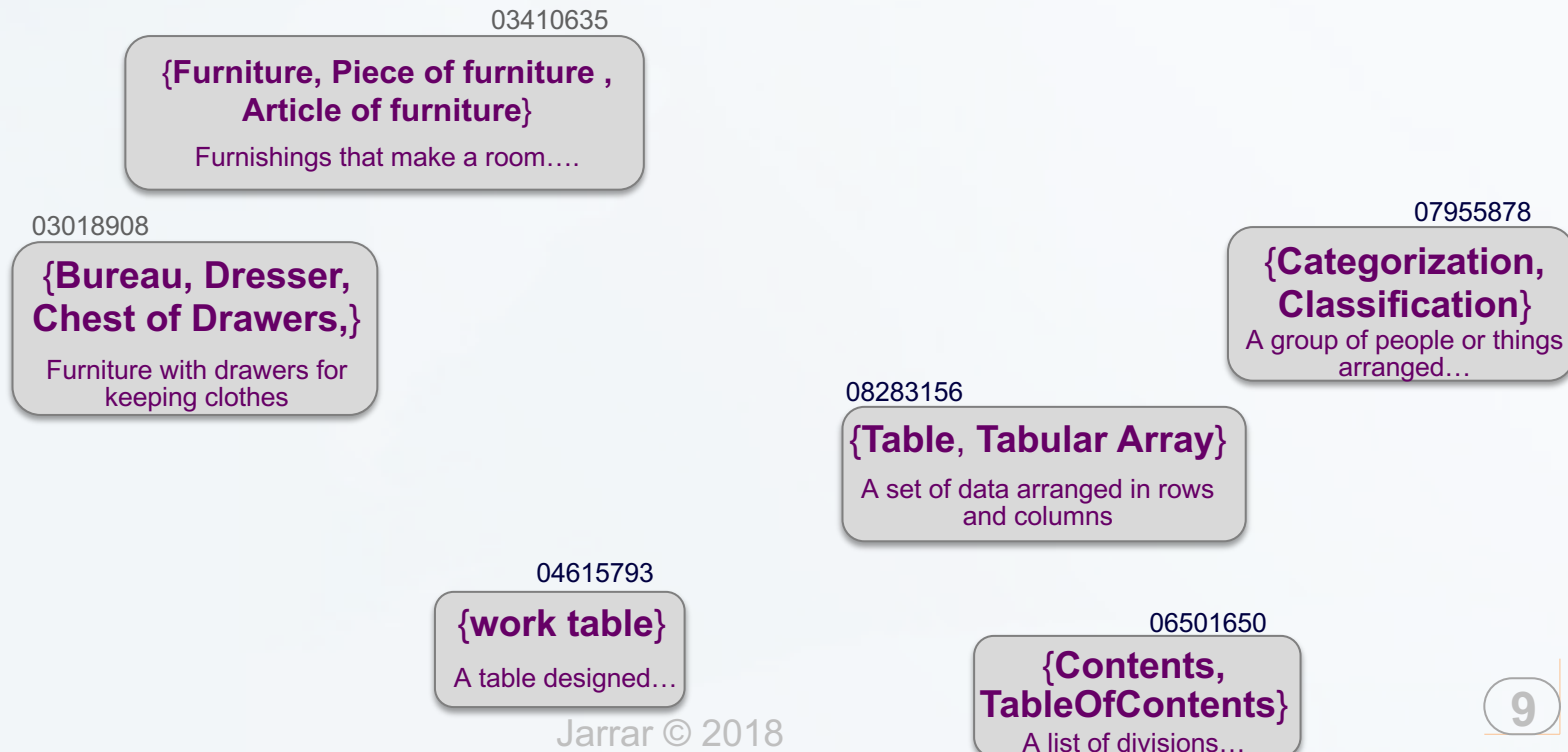 03410635
{Furniture, Piece of furniture ,
Article of furniture}
Furnishings that make a room….
03018908
{Bureau, Dresser,
Chest of Drawers,}
Furniture with drawers for
keeping clothes
07955878
{Categorization,
Classification}
A group of people or things
arranged…
08283156
{Table, Tabular Array}
A set of data arranged in rows
and columns
04615793
{work table}
A table designed…
06501650
{Contents,
TableOfContents}
A list of divisions…
Jarrar © 2018
9